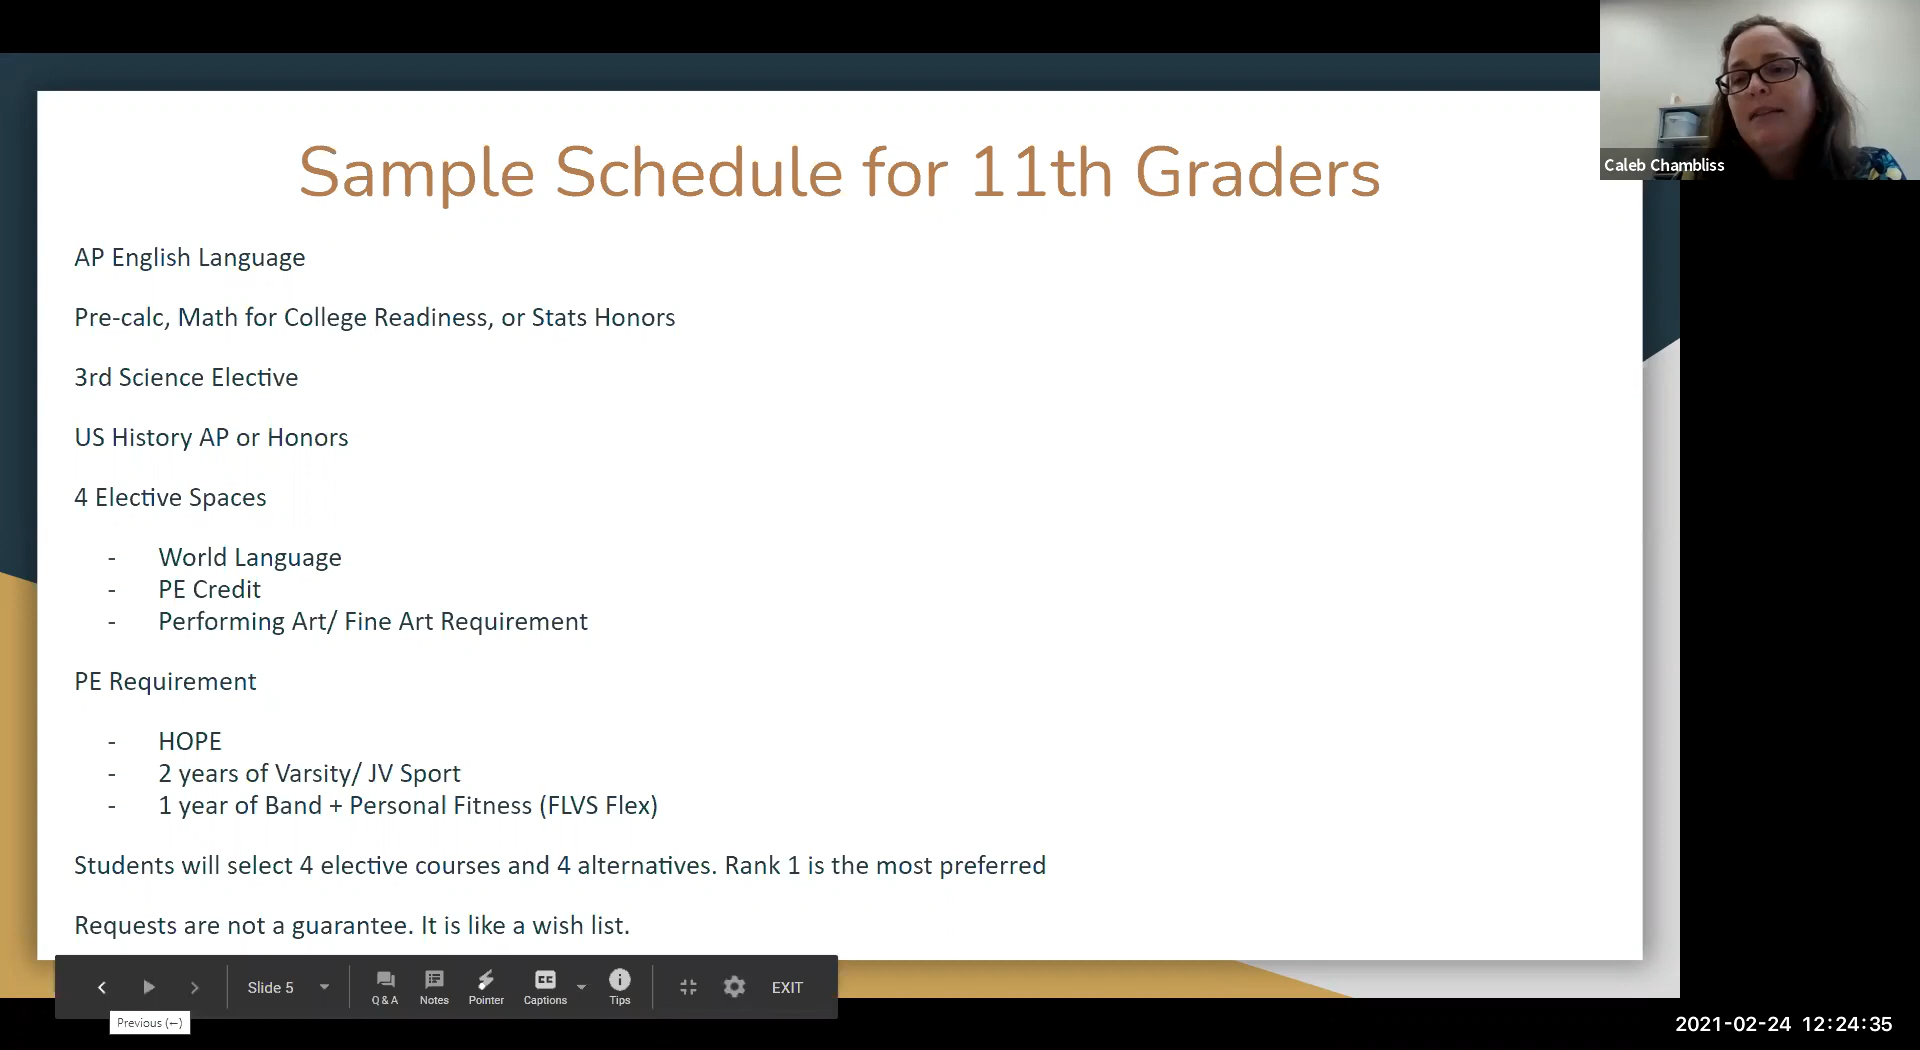 Sample Schedule for 11th Graders
Caleb Chambliss
AP English Language
Pre-calc, Math for College Readiness, or Stats Honors
3rd Science Elective
US History AP or Honors
4 Elective Spaces
- World Language
- PE Credit
- Performing Art/ Fine Art Requirement
PE Requirement
- HOPE
- 2 years of Varsity/ JV Sport
- 1 year of Band + Personal Fitness (FLVS Flex)
Students will select 4 elective courses and 4 alternatives. Rank 1 is the most preferred
Requests are not a guarantee. It is like a wish list.
Slide 5
Q & A
Notes
Pointer
CC
Captions
Tips
EXIT
Previous (←)
2021-02-24 12:24:35